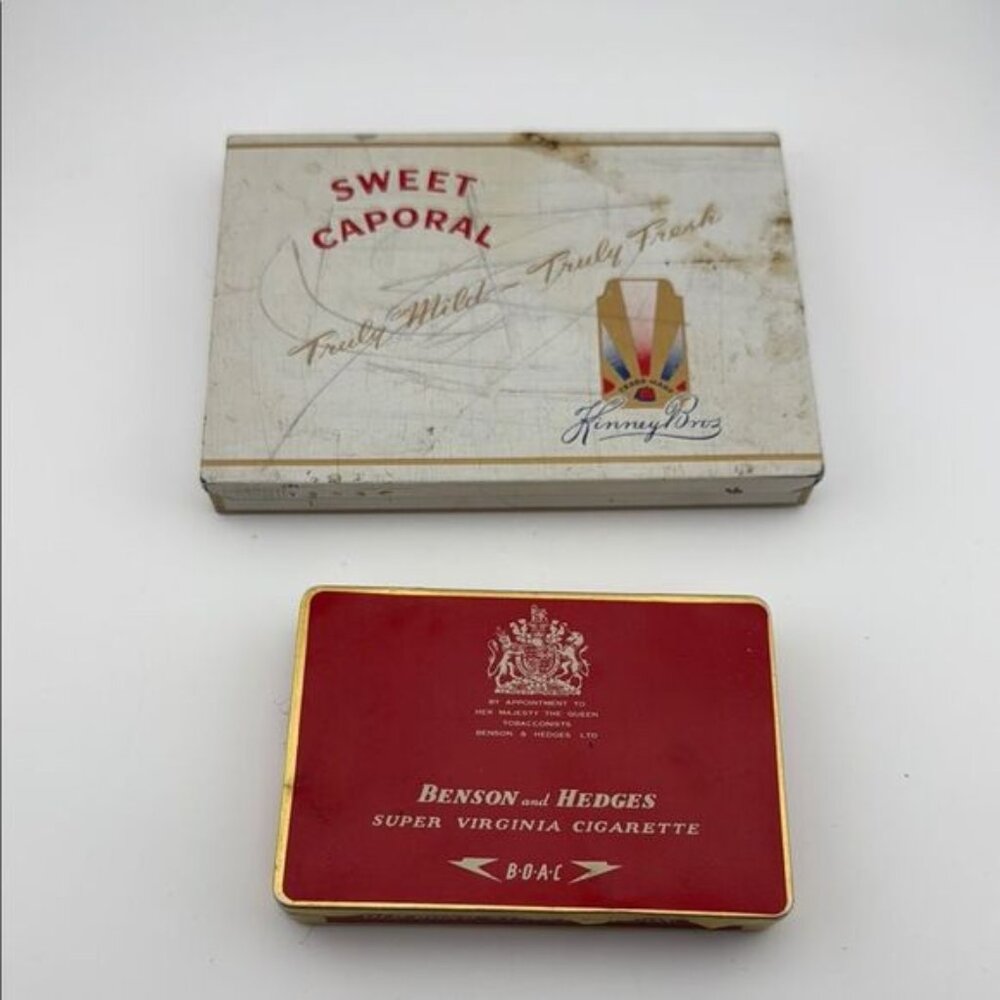 SWEET
CAPORAL
Truly Mild - Truly Fresh
TRADE MARK
Kinney Bros
BY APPOINTMENT TO
HER MAJESTY THE QUEEN
TOBACCONISTS
BENSON & HEDGES LTD
BENSON and HEDGES
SUPER VIRGINIA CIGARETTE
B·O·A·C